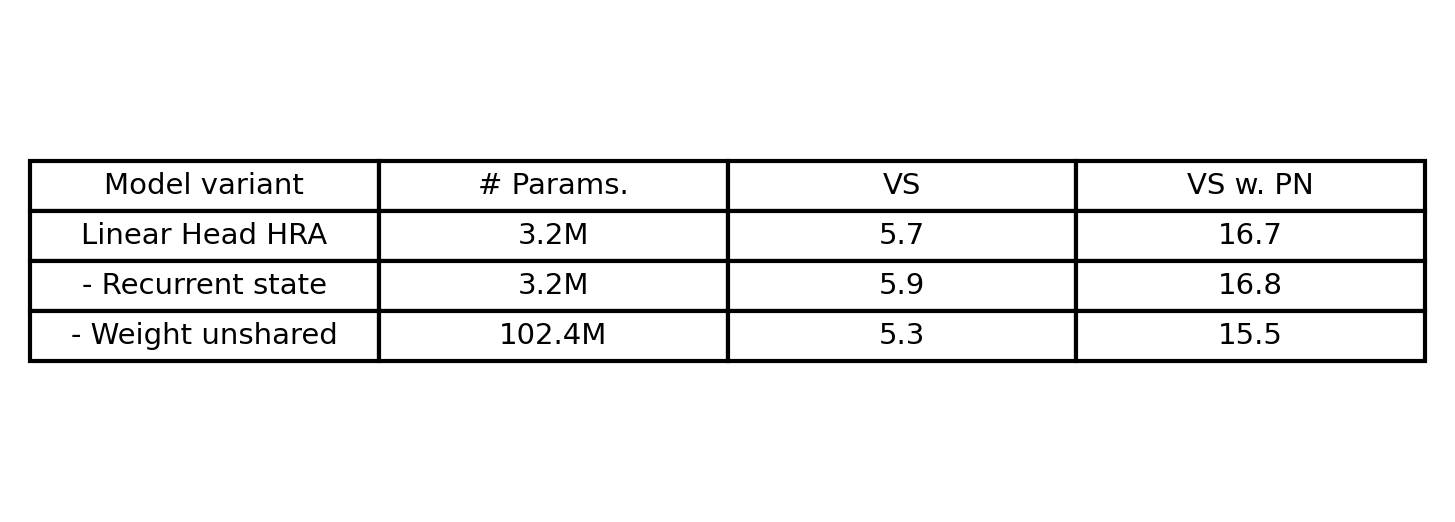 Model variant # Params. VS VS w. PN
Linear Head HRA 3.2M 5.7 16.7
- Recurrent state 3.2M 5.9 16.8
- Weight unshared 102.4M 5.3 15.5